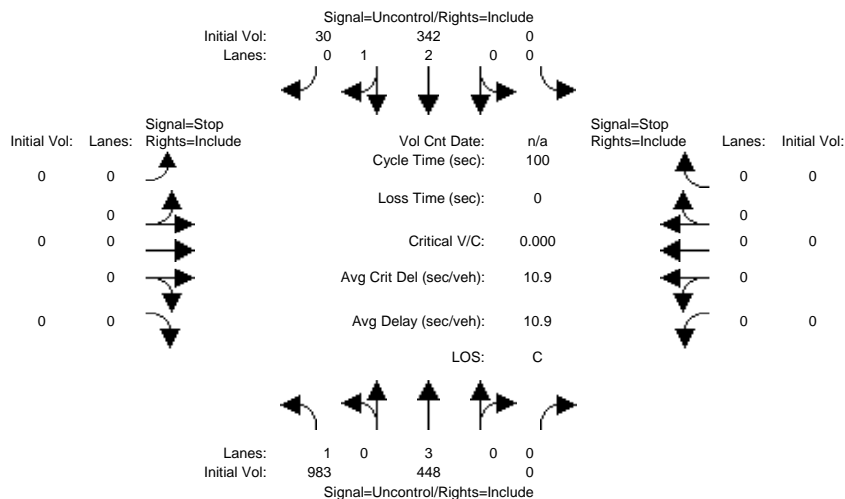 Signal=Uncontrol/Rights=Include
Initial Vol: 30 342 0
Lanes: 0 1 2 0 0
Signal=Stop
Initial Vol: Lanes: Rights=Include
Vol Cnt Date: n/a
Signal=Stop
Rights=Include Lanes: Initial Vol:
Cycle Time (sec): 100
0 0
0 0
Loss Time (sec): 0
0
0
0 0
Critical V/C: 0.000
0 0
0
Avg Crit Del (sec/veh): 10.9
0
0 0
Avg Delay (sec/veh): 10.9
0 0
LOS: C
Lanes: 1 0 3 0 0
Initial Vol: 983 448 0
Signal=Uncontrol/Rights=Include